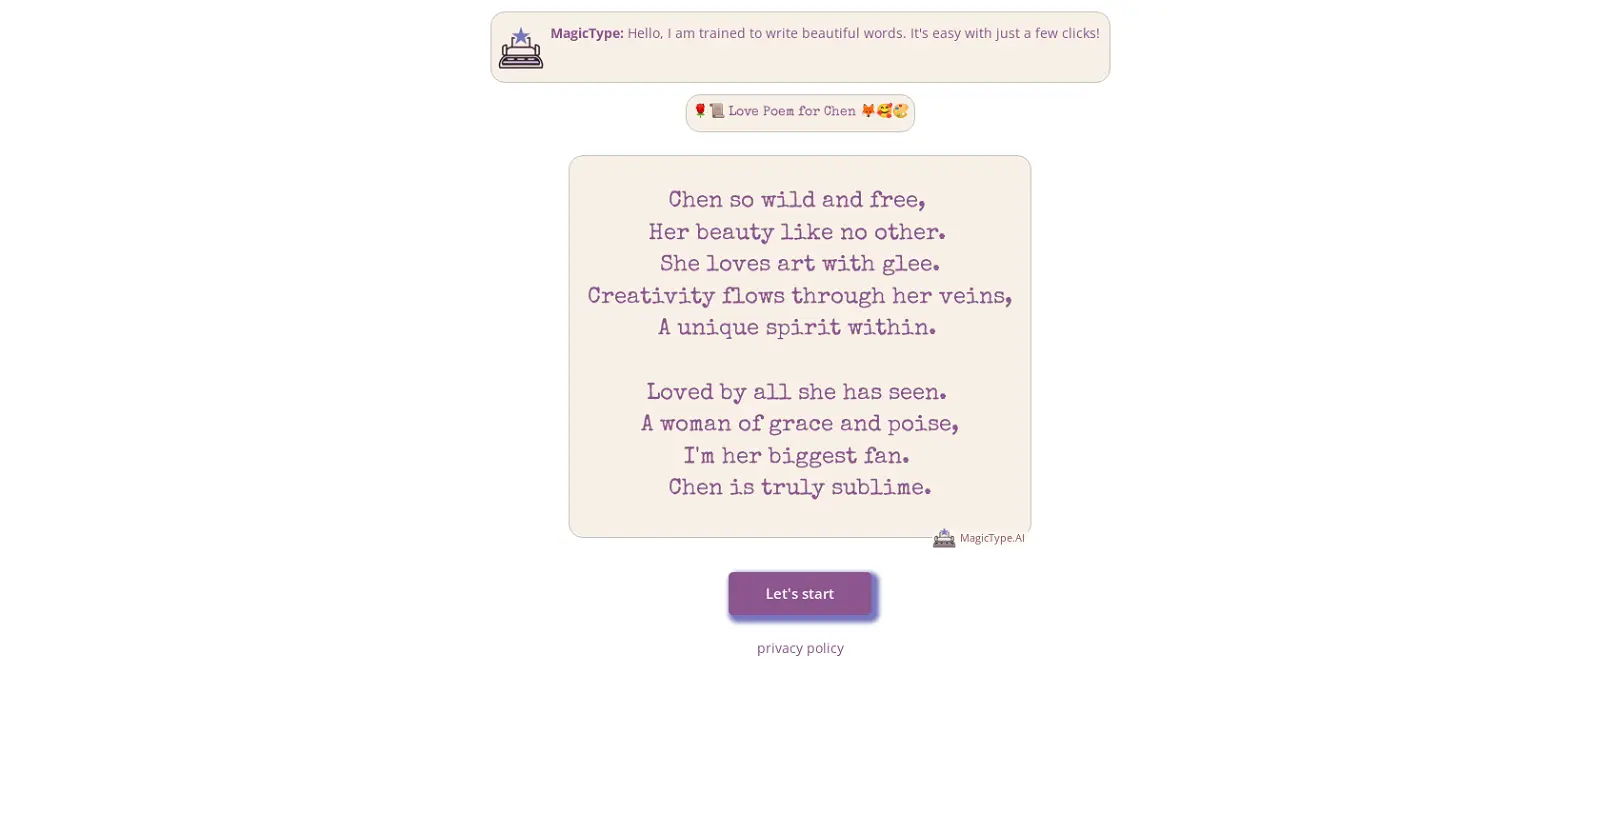 MagicType: Hello, I am trained to write beautiful words. It's easy with just a few clicks!
🌹📜 Love Poem for Chen 🦊🥰🎨
Chen so wild and free,
Her beauty like no other.
She loves art with glee.
Creativity flows through her veins,
A unique spirit within.
Loved by all she has seen.
A woman of grace and poise,
I'm her biggest fan.
Chen is truly sublime.
MagicType.AI
Let's start
privacy policy